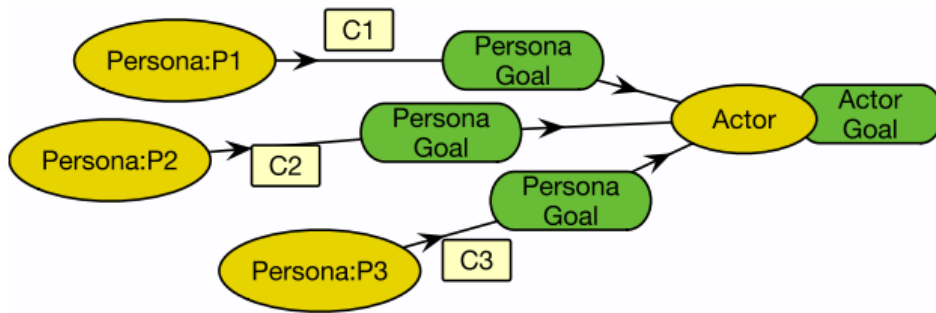 C1
Persona:P1
Persona
Goal
Persona:P2
C2
Persona
Goal
Persona:P3
C3
Persona
Goal
Actor
Actor
Goal